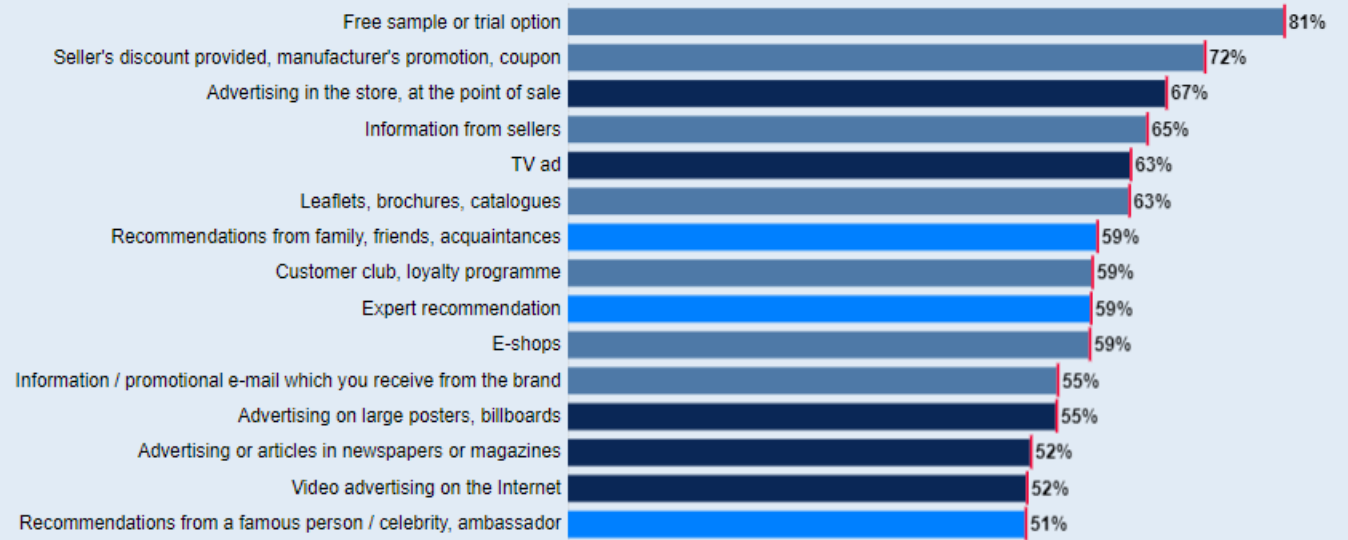 Free sample or trial option 81%
Seller's discount provided, manufacturer's promotion, coupon 72%
Advertising in the store, at the point of sale 67%
Information from sellers 65%
TV ad 63%
Leaflets, brochures, catalogues 63%
Recommendations from family, friends, acquaintances 59%
Customer club, loyalty programme 59%
Expert recommendation 59%
E-shops 59%
Information / promotional e-mail which you receive from the brand 55%
Advertising on large posters, billboards 55%
Advertising or articles in newspapers or magazines 52%
Video advertising on the Internet 52%
Recommendations from a famous person / celebrity, ambassador 51%